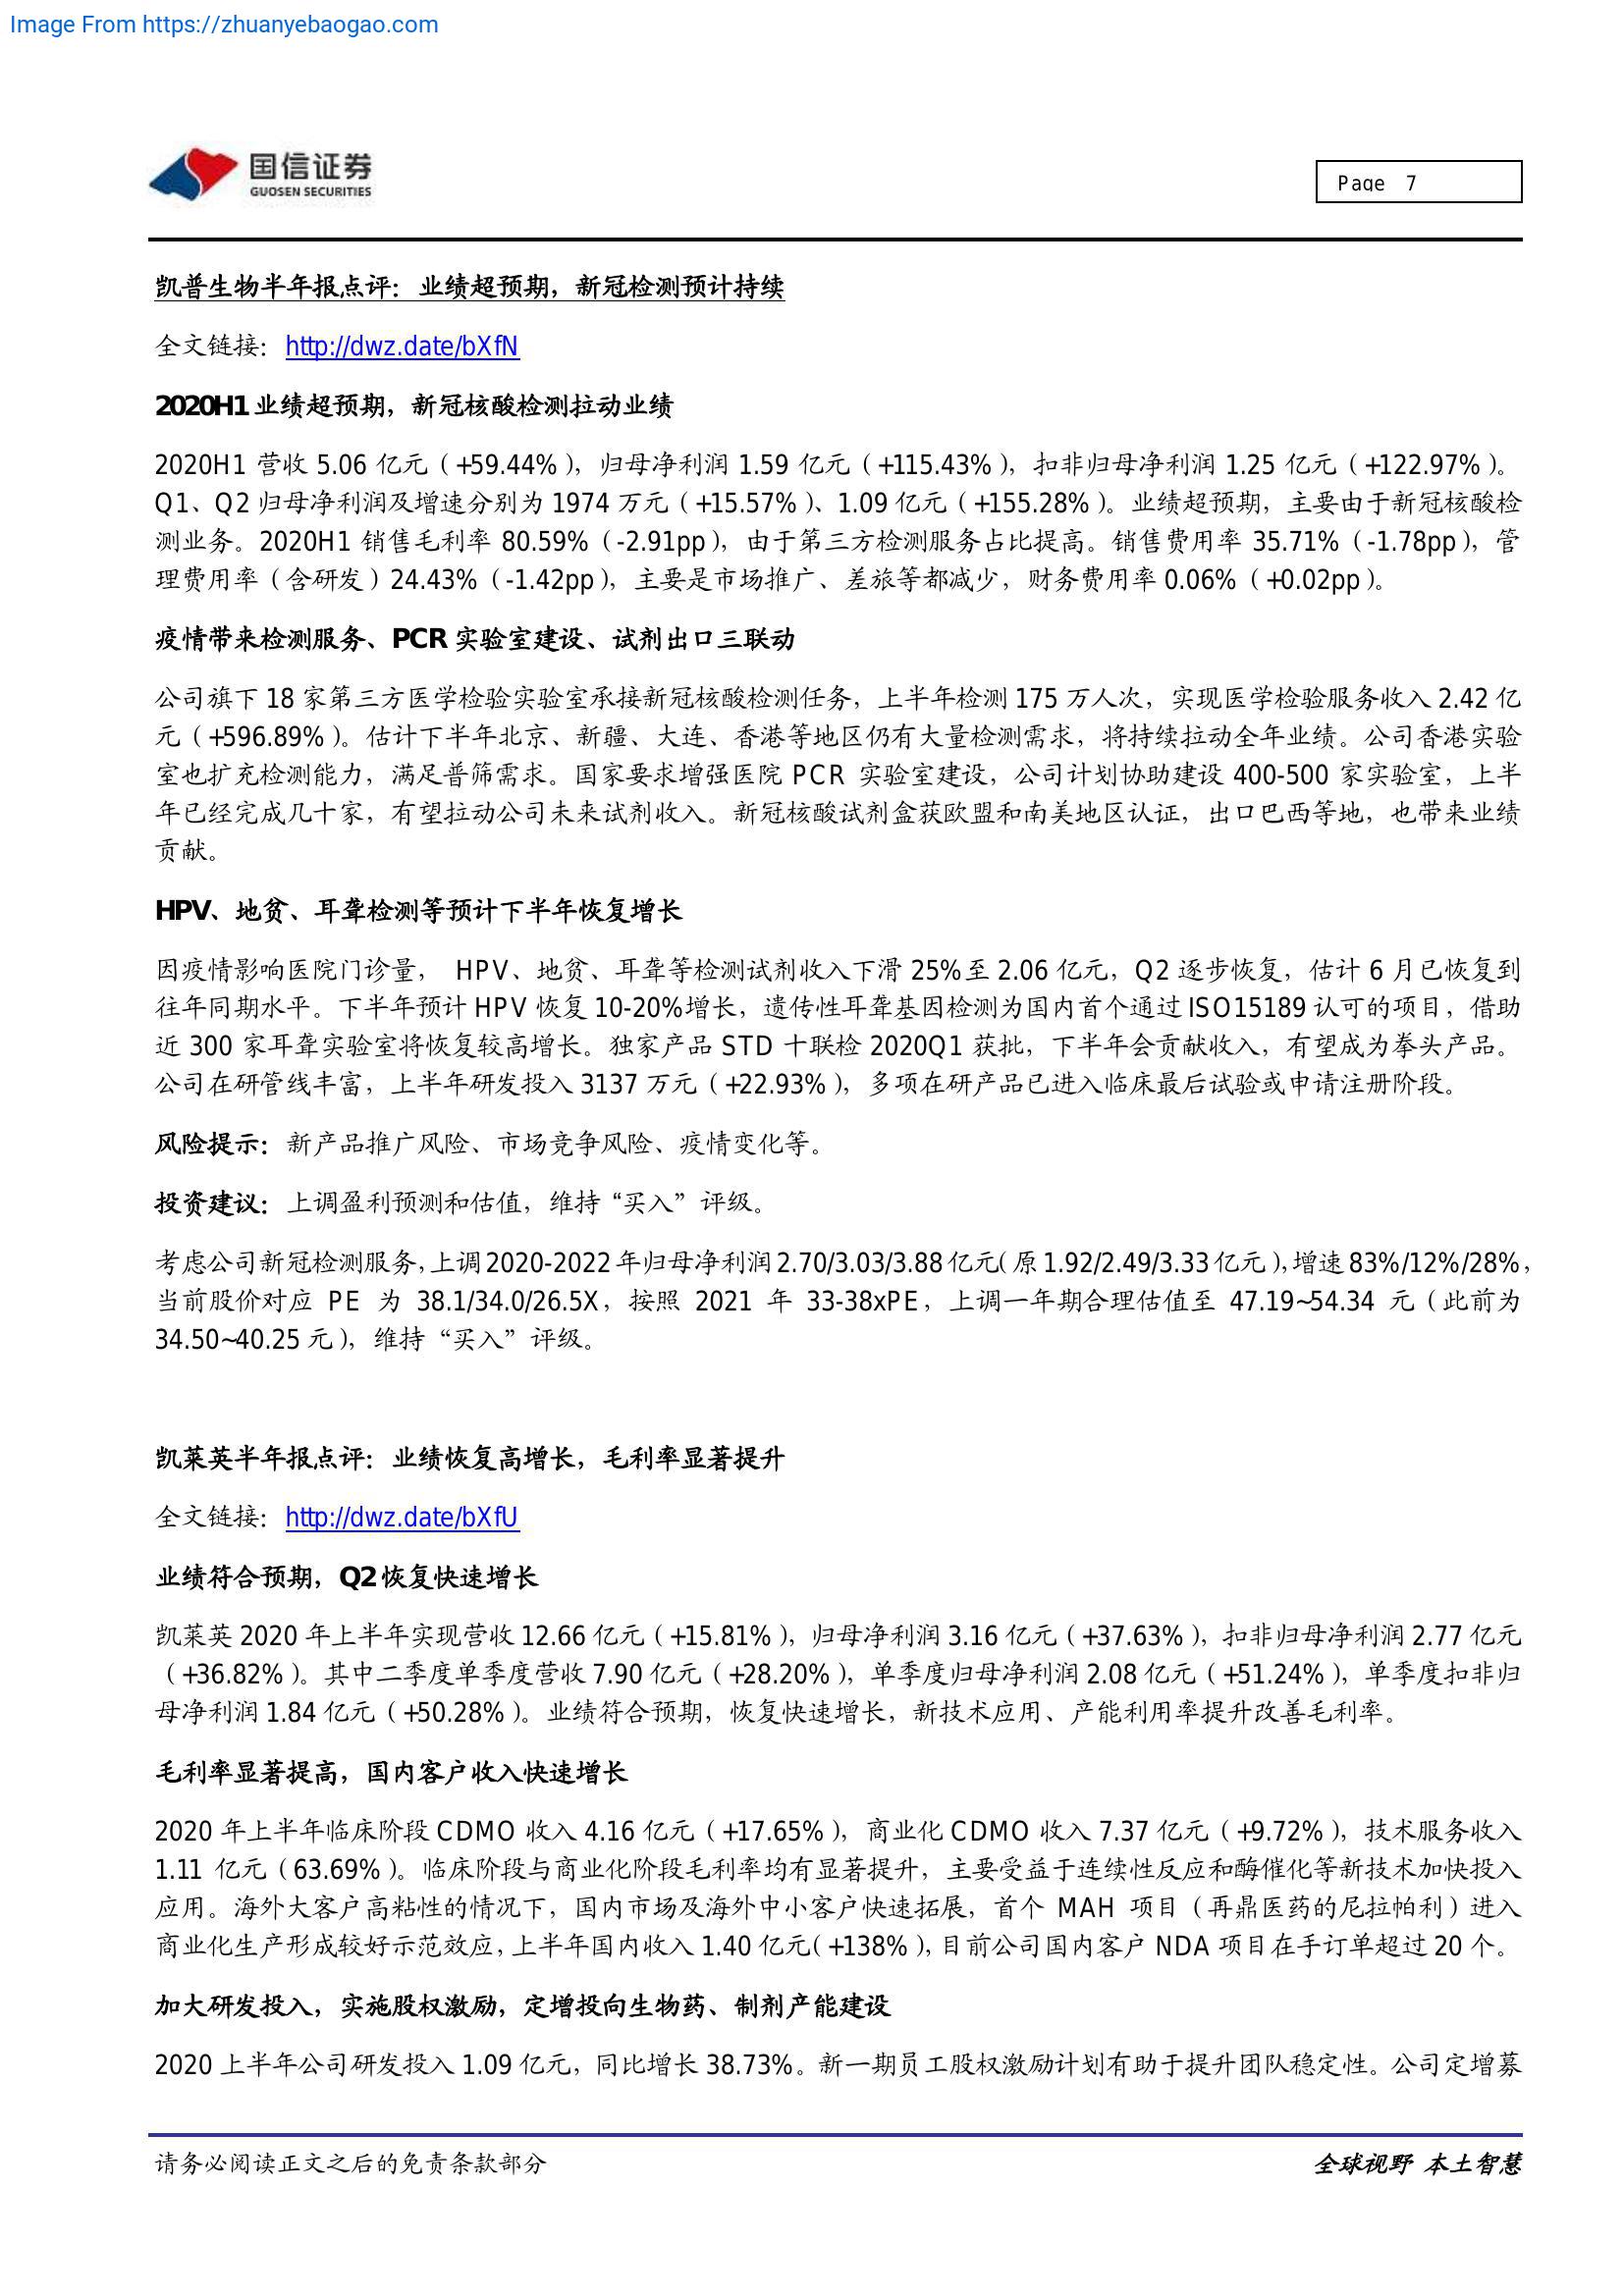 Image From https://zhuanyebaogao.com
国信证券
GUOSEN SECURITIES
Page 7
凯普生物半年报点评：业绩超预期，新冠检测预计持续
全文链接：http://dwz.date/bXfN
2020H1 业绩超预期，新冠核酸检测拉动业绩
2020H1 营收 5.06 亿元（+59.44%），归母净利润 1.59 亿元（+115.43%），扣非归母净利润 1.25 亿元（+122.97%）。
Q1、Q2 归母净利润及增速分别为 1974 万元（+15.57%）、1.09 亿元（+155.28%）。业绩超预期，主要由于新冠核酸检
测业务。2020H1 销售毛利率 80.59%（-2.91pp），由于第三方检测服务占比提高。销售费用率 35.71%（-1.78pp），管
理费用率（含研发）24.43%（-1.42pp），主要是市场推广、差旅等都减少，财务费用率 0.06%（+0.02pp）。
疫情带来检测服务、PCR 实验室建设、试剂出口三联动
公司旗下 18 家第三方医学检验实验室承接新冠核酸检测任务，上半年检测 175 万人次，实现医学检验服务收入 2.42 亿
元（+596.89%）。估计下半年北京、新疆、大连、香港等地区仍有大量检测需求，将持续拉动全年业绩。公司香港实验
室也扩充检测能力，满足普筛需求。国家要求增强医院 PCR 实验室建设，公司计划协助建设 400-500 家实验室，上半
年已经完成几十家，有望拉动公司未来试剂收入。新冠核酸试剂盒获欧盟和南美地区认证，出口巴西等地，也带来业绩
贡献。
HPV、地贫、耳聋检测等预计下半年恢复增长
因疫情影响医院门诊量， HPV、地贫、耳聋等检测试剂收入下滑 25%至 2.06 亿元，Q2 逐步恢复，估计 6 月已恢复到
往年同期水平。下半年预计 HPV 恢复 10-20%增长，遗传性耳聋基因检测为国内首个通过 ISO15189 认可的项目，借助
近 300 家耳聋实验室将恢复较高增长。独家产品 STD 十联检 2020Q1 获批，下半年会贡献收入，有望成为拳头产品。
公司在研管线丰富，上半年研发投入 3137 万元（+22.93%），多项在研产品已进入临床最后试验或申请注册阶段。
风险提示：新产品推广风险、市场竞争风险、疫情变化等。
投资建议：上调盈利预测和估值，维持“买入”评级。
考虑公司新冠检测服务，上调 2020-2022 年归母净利润 2.70/3.03/3.88 亿元（原 1.92/2.49/3.33 亿元），增速 83%/12%/28%，
当前股价对应 PE 为 38.1/34.0/26.5X，按照 2021 年 33-38xPE，上调一年期合理估值至 47.19~54.34 元（此前为
34.50~40.25 元），维持“买入”评级。
凯莱英半年报点评：业绩恢复高增长，毛利率显著提升
全文链接：http://dwz.date/bXfU
业绩符合预期，Q2 恢复快速增长
凯莱英 2020 年上半年实现营收 12.66 亿元（+15.81%），归母净利润 3.16 亿元（+37.63%），扣非归母净利润 2.77 亿元
（+36.82%）。其中二季度单季度营收 7.90 亿元（+28.20%），单季度归母净利润 2.08 亿元（+51.24%），单季度扣非归
母净利润 1.84 亿元（+50.28%）。业绩符合预期，恢复快速增长，新技术应用、产能利用率提升改善毛利率。
毛利率显著提高，国内客户收入快速增长
2020 年上半年临床阶段 CDMO 收入 4.16 亿元（+17.65%），商业化 CDMO 收入 7.37 亿元（+9.72%），技术服务收入
1.11 亿元（63.69%）。临床阶段与商业化阶段毛利率均有显著提升，主要受益于连续性反应和酶催化等新技术加快投入
应用。海外大客户高粘性的情况下，国内市场及海外中小客户快速拓展，首个 MAH 项目（再鼎医药的尼拉帕利）进入
商业化生产形成较好示范效应，上半年国内收入 1.40 亿元（+138%），目前公司国内客户 NDA 项目在手订单超过 20 个。
加大研发投入，实施股权激励，定增投向生物药、制剂产能建设
2020 上半年公司研发投入 1.09 亿元，同比增长 38.73%。新一期员工股权激励计划有助于提升团队稳定性。公司定增募
请务必阅读正文之后的免责条款部分
全球视野 本土智慧